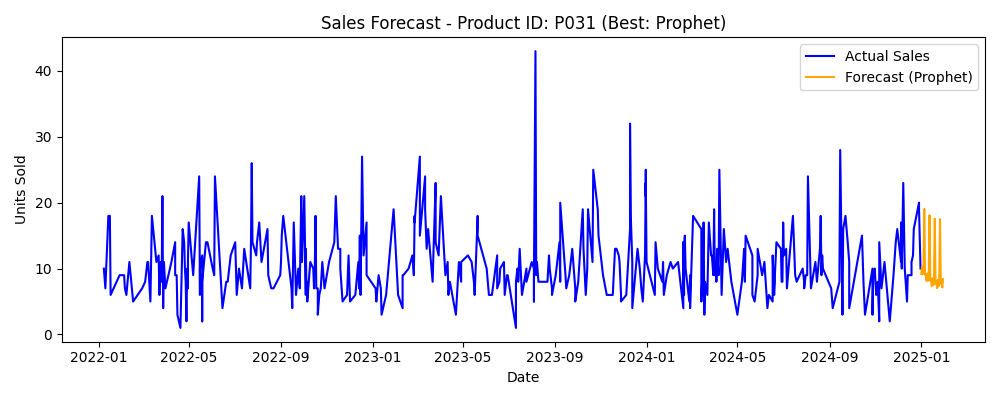 Sales Forecast - Product ID: P031 (Best: Prophet)
Actual Sales
Forecast (Prophet)
Units Sold
40
30
20
10
0
2022-01 2022-05 2022-09 2023-01 2023-05 2023-09 2024-01 2024-05 2024-09 2025-01
Date